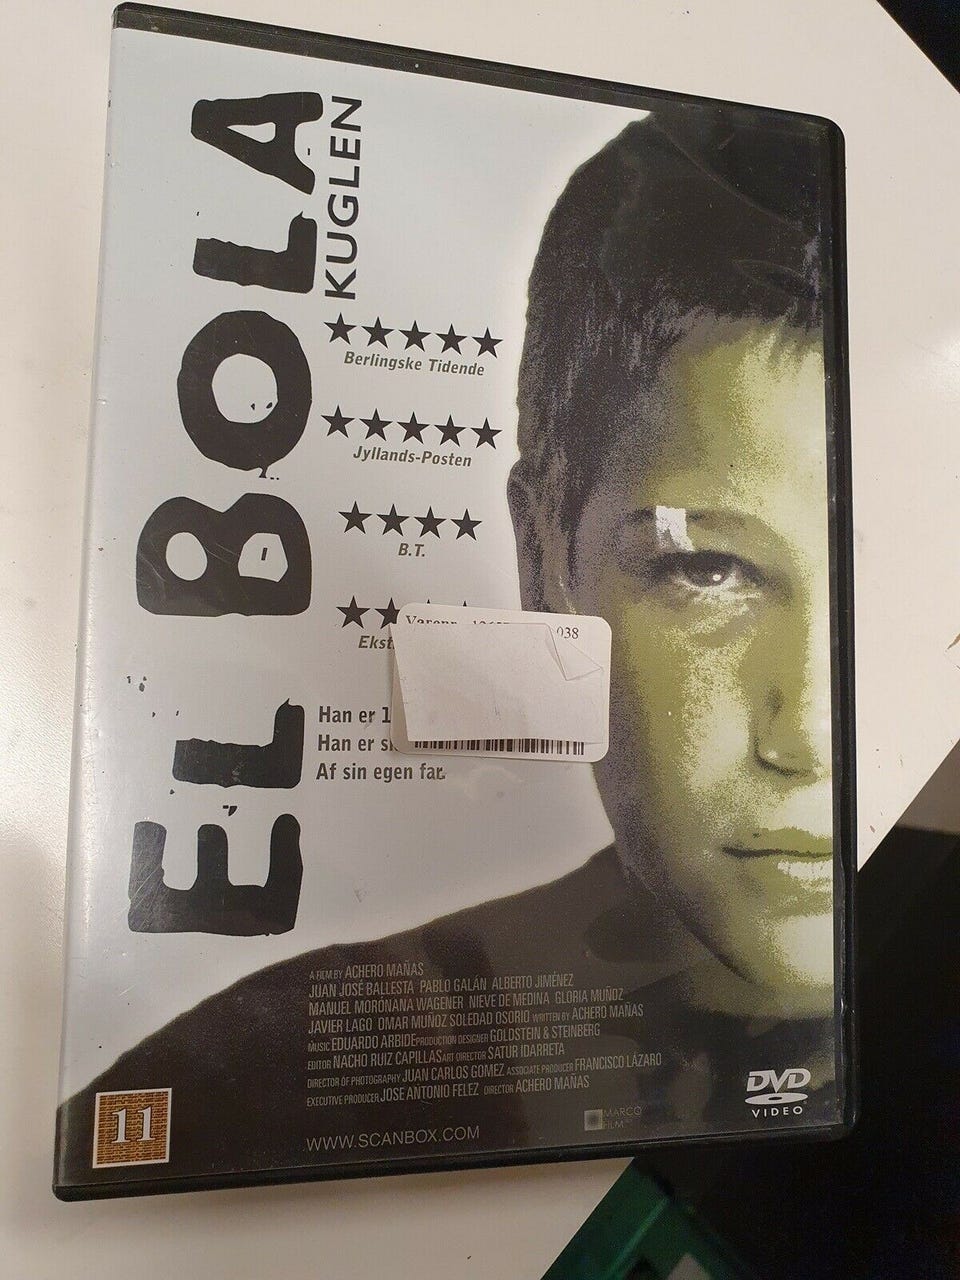 EL BOLA
KUGLEN
★★★★★
Berlingske Tidende
★★★★★
Jyllands-Posten
★★★★
B.T.
Varenr. 038
Han er
Han er
Af sin egen far.
A FILM BY ACHERO MAÑAS
JUAN JOSÉ BALLESTA PABLO GALÁN ALBERTO JIMÉNEZ
MANUEL MORÓN ANA WAGENER NIEVE DE MEDINA GLORIA MUÑOZ
JAVIER LAGO OMAR MUÑOZ SOLEDAD OSORIO WRITTEN BY ACHERO MAÑAS
MUSIC EDUARDO ARBIDE PRODUCTION DESIGNER GOLDSTEIN & STEINBERG
EDITOR NACHO RUIZ CAPILLAS ART DIRECTOR SATUR IDARRETA
DIRECTOR OF PHOTOGRAPHY JUAN CARLOS GOMEZ ASSOCIATE PRODUCER FRANCISCO LÁZARO
EXECUTIVE PRODUCER JOSE ANTONIO FELEZ DIRECTOR ACHERO MAÑAS
11
WWW.SCANBOX.COM
MARCO
FILM
DVD
VIDEO